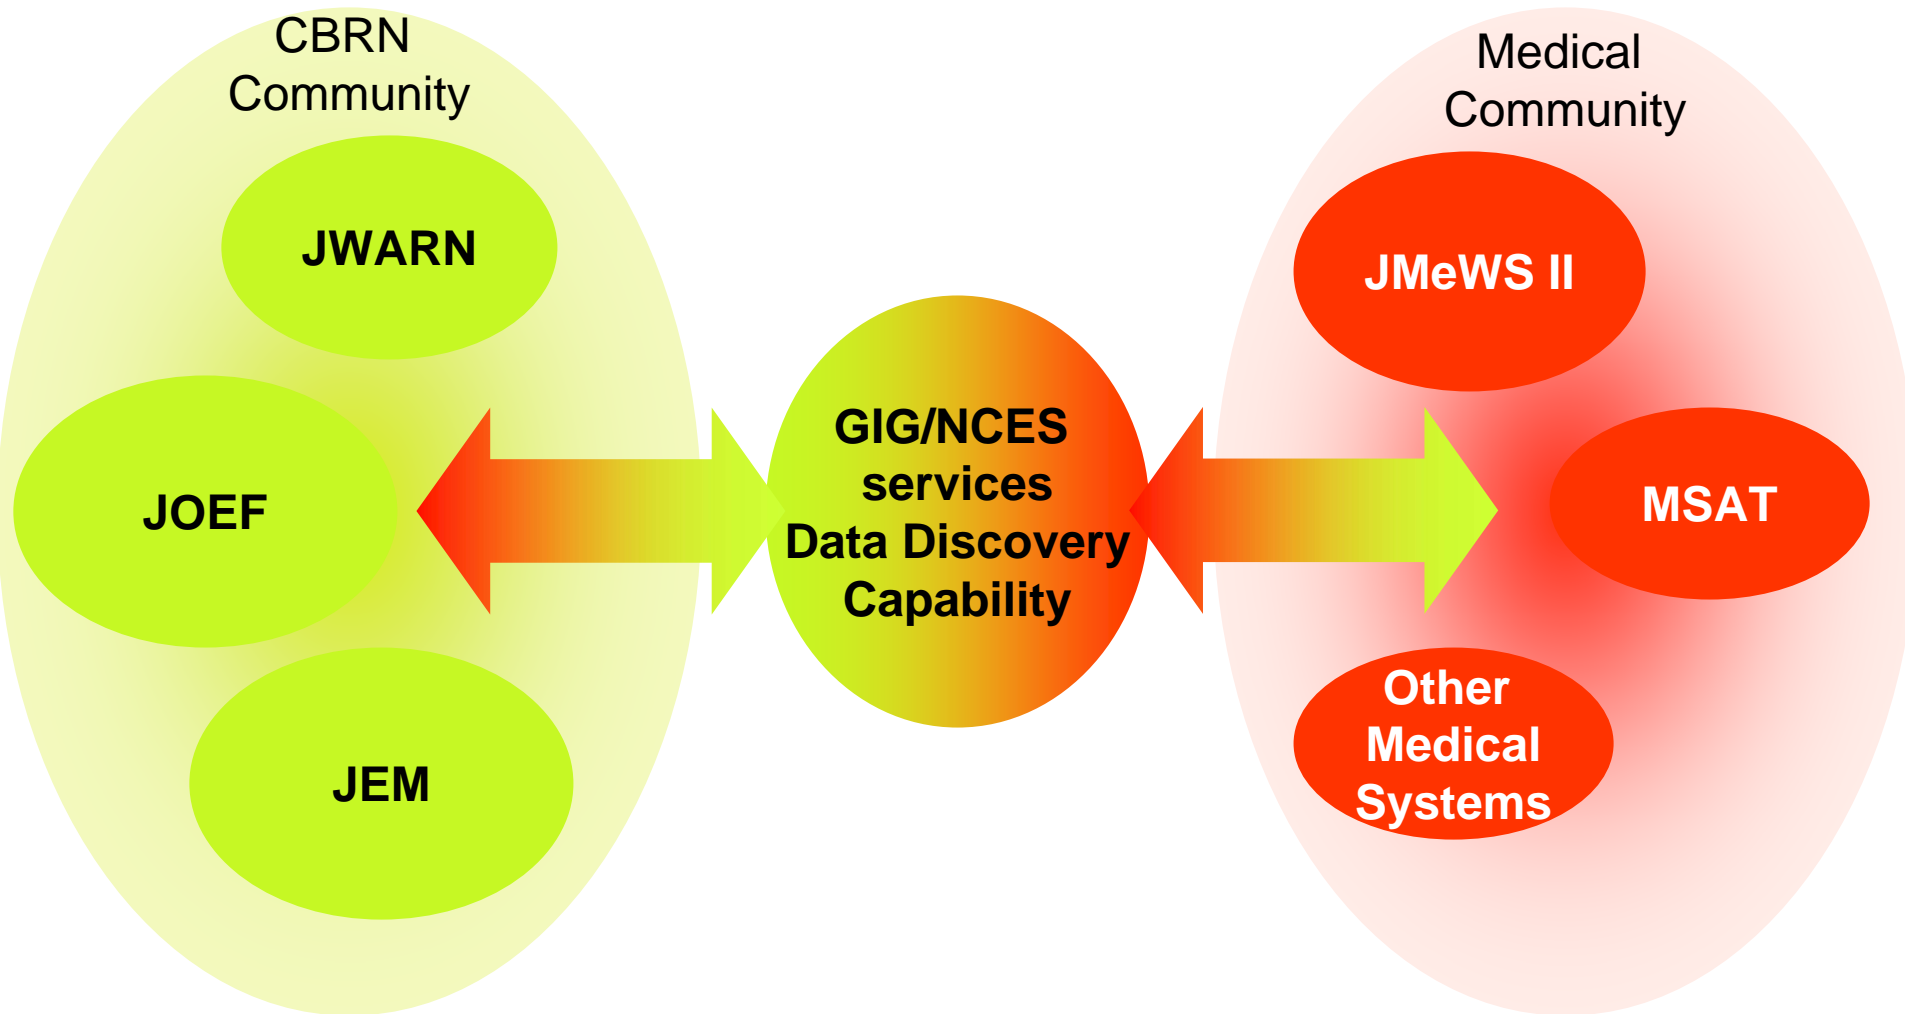 CBRN
Community
JWARN
JOEF
JEM
GIG/NCES
services
Data Discovery
Capability
Medical
Community
JMeWS II
MSAT
Other
Medical
Systems